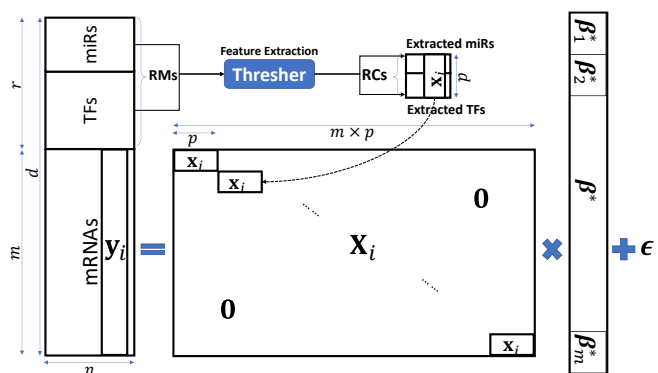 miRs
TFs
mRNAs
r
d
m
n
RMs
Feature Extraction
Thresher
RCs
Extracted miRs
x_i
p
Extracted TFs
m × p
p
x_i
x_i
0
X_i
0
x_i
y_i
=
×
β*_1
β*_2
β*
β*_m
+ ϵ